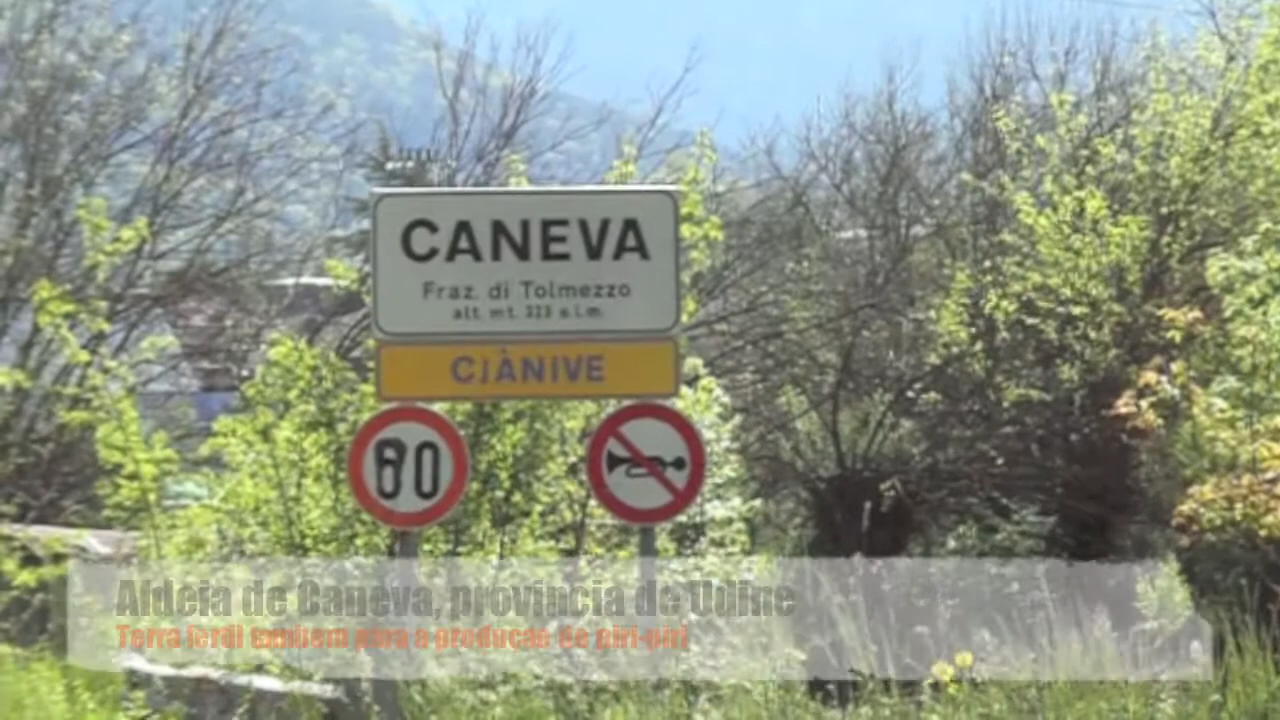 CANEVA
Fraz. di Tolmezzo
alt. mt. 323 s.l.m.
CJÀNIVE
60
Aldeia de Caneva, provincia de Udine
Terra fertil tambem para a produção de piri-piri